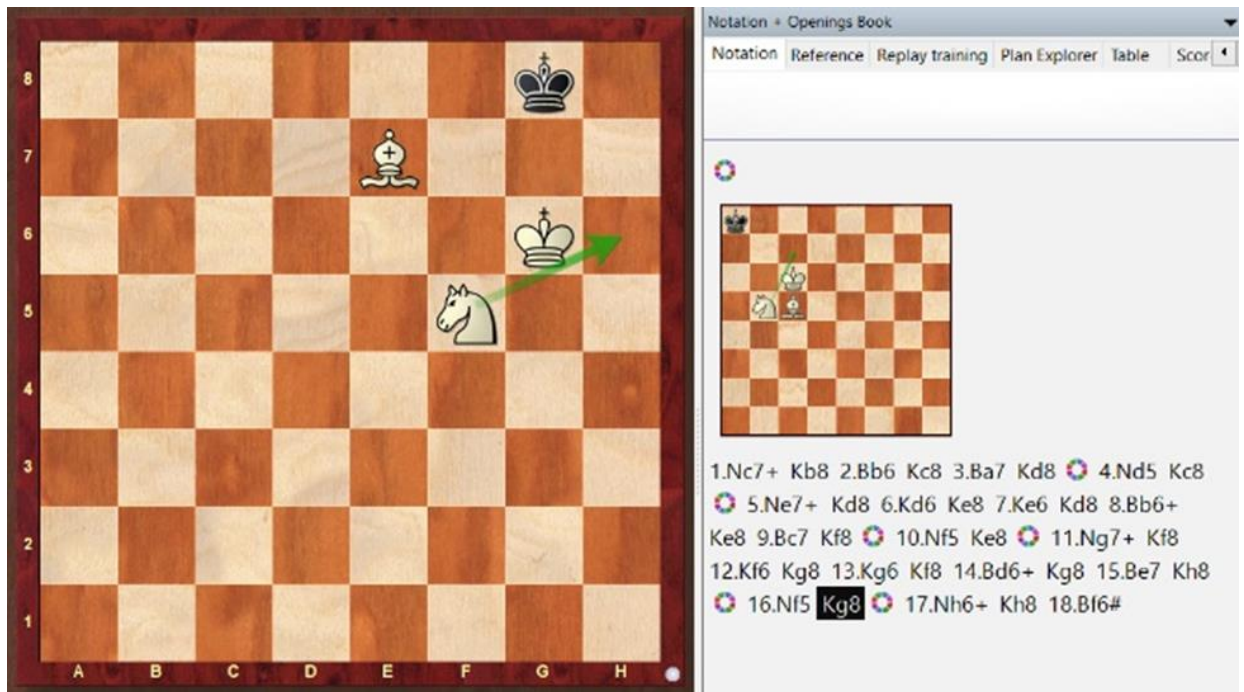 Notation + Openings Book
Notation Reference Replay training Plan Explorer Table Scor
8
7
6
5
4
3
2
1
A B C D E F G H
1.Nc7+ Kb8 2.Bb6 Kc8 3.Ba7 Kd8 4.Nd5 Kc8
5.Ne7+ Kd8 6.Kd6 Ke8 7.Ke6 Kd8 8.Bb6+
Ke8 9.Bc7 Kf8 10.Nf5 Ke8 11.Ng7+ Kf8
12.Kf6 Kg8 13.Kg6 Kf8 14.Bd6+ Kg8 15.Be7 Kh8
16.Nf5 Kg8 17.Nh6+ Kh8 18.Bf6#